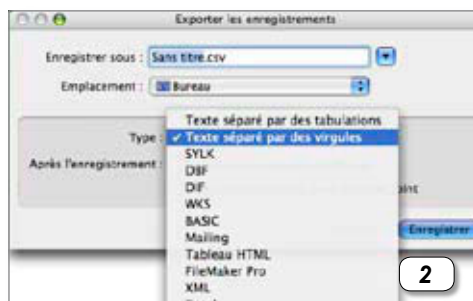 Exporter les enregistrements
Enregistrer sous : Sans titre.csv
Emplacement : Bureau
Texte séparé par des tabulations
Type : ✓ Texte séparé par des virgules
Après l'enregistrement :
SYLK
DBF
DIF
WKS
BASIC
Mailing
Tableau HTML
FileMaker Pro
XML
Enregistrer
2